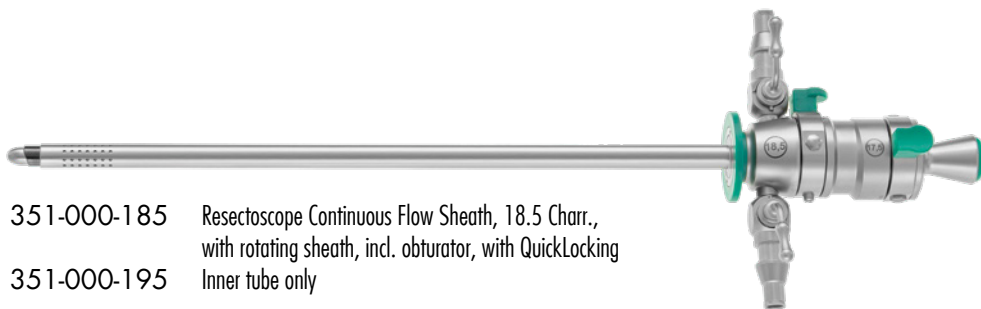 18,5
17,5
351-000-185 Resectoscope Continuous Flow Sheath, 18.5 Charr.,
with rotating sheath, incl. obturator, with QuickLocking
351-000-195 Inner tube only